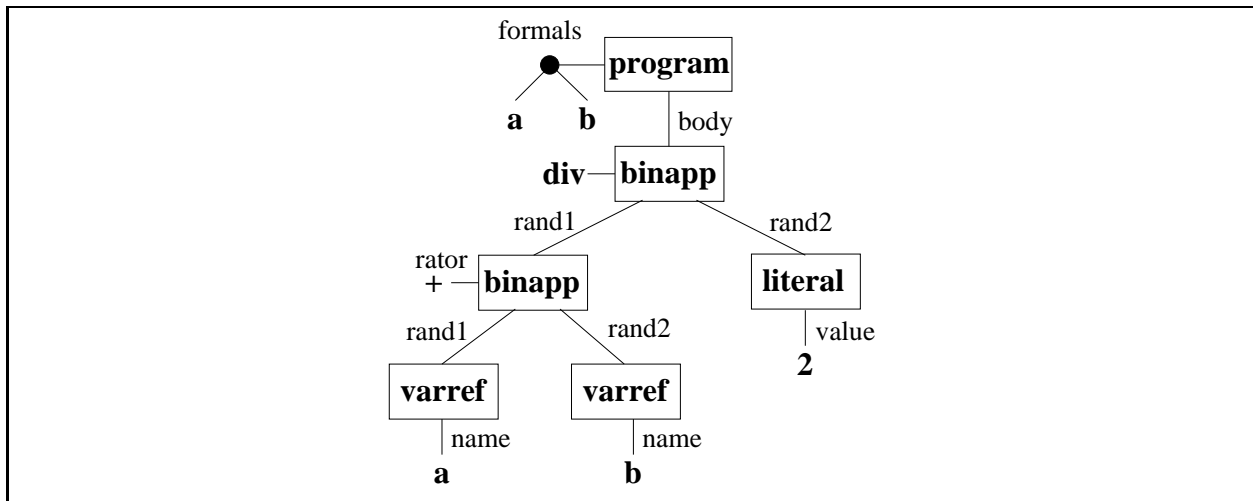 formals
program
a b
body
div binapp
rand1 rand2
rator
+ binapp literal
rand1 rand2 value
2
varref varref
name name
a b